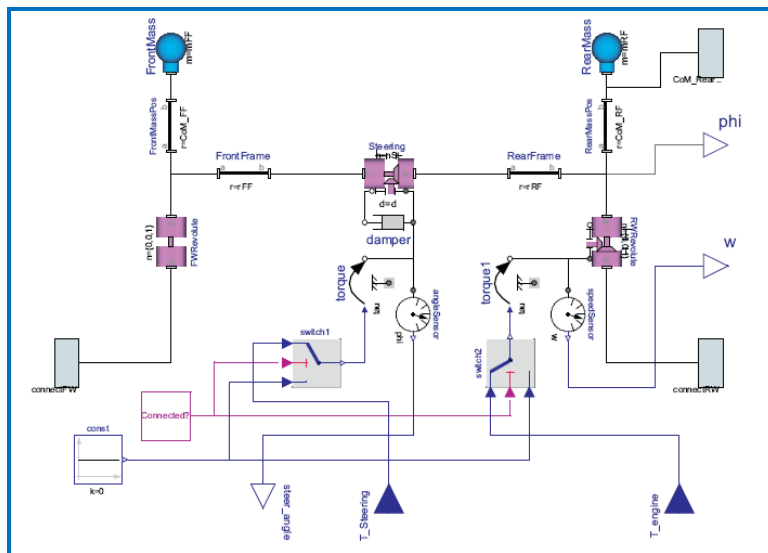 FrontMass
m=mFF
RearMass
m=mRF
CoM_Rear...
FrontMassPos
b
a
r=CoM_FF
RearMassPos
b
a
r=CoM_RF
phi
FrontFrame
a b
r=rFF
Steering
d=d
damper
RearFrame
a b
r=rRF
n={0,0,1}
FWRevolute
RWRevolute
w
torque
tau
angleSensor
phi
torque1
tau
speedSensor
w
switch1
switch2
connectFW
connectRW
Connected?
const
k=0
steer_angle
T_Steering
T_engine